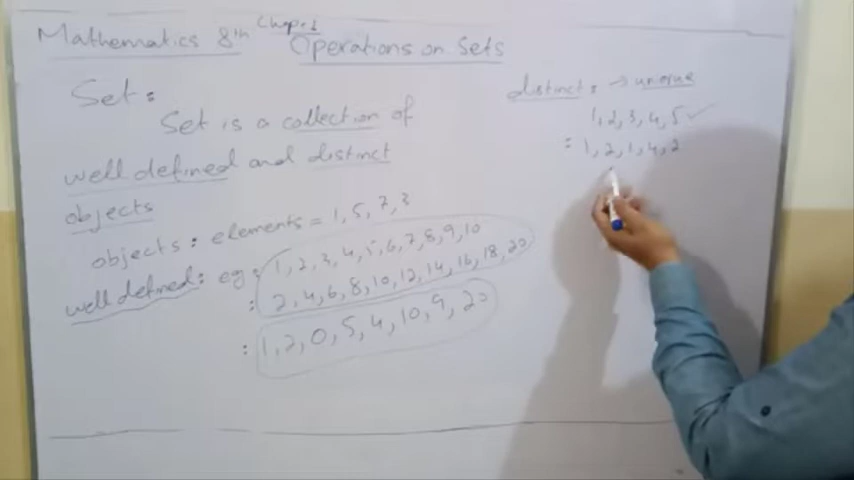 Mathematics 8th Chap#1 Operations on Sets
Set:
Set is a collection of
well defined and distinct
objects
objects: elements = 1, 5, 7, 3
well defined: eg: 1, 2, 3, 4, 5, 6, 7, 8, 9, 10
: 2, 4, 6, 8, 10, 12, 14, 16, 18, 20
: 1, 2, 0, 5, 4, 10, 9, 20
distinct: → unique
1, 2, 3, 4, 5 ✓
= 1, 2, 1, 4, 2